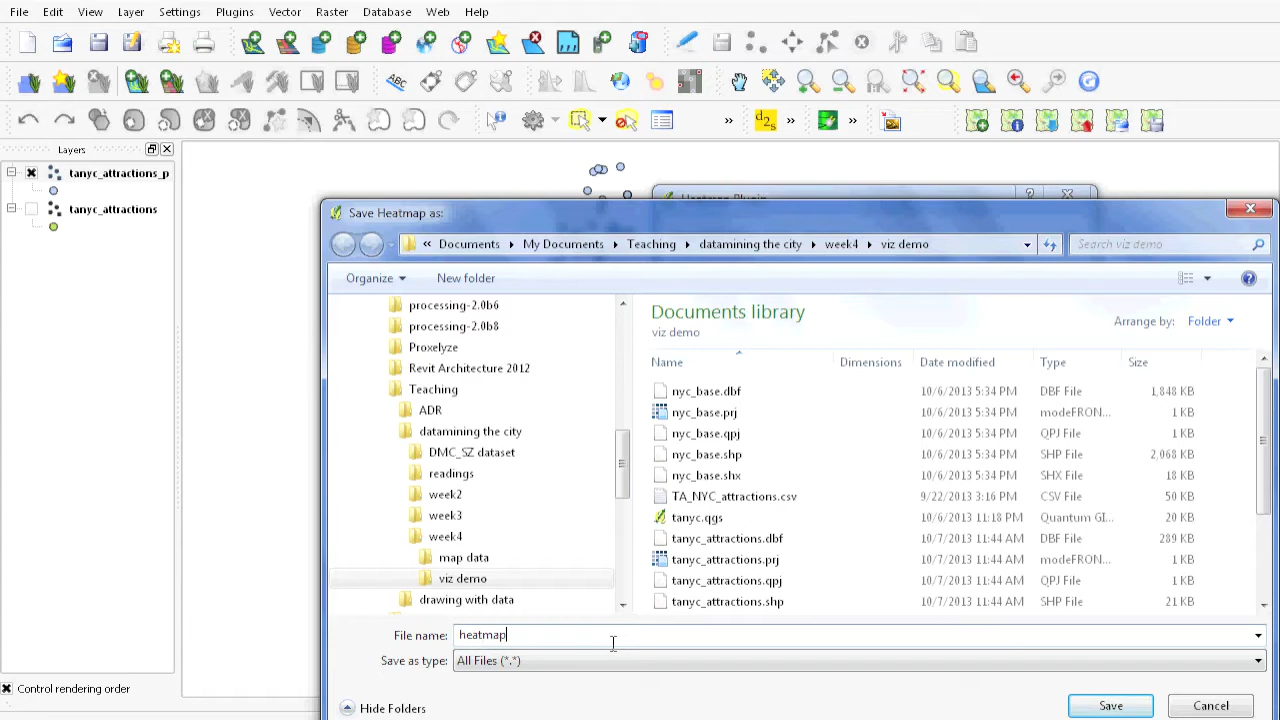 File Edit View Layer Settings Plugins Vector Raster Database Web Help
ABC
» d2s » »
Layers
tanyc_attractions_p
tanyc_attractions
Control rendering order
Save Heatmap as:
« Documents My Documents Teaching datamining the city week4 viz demo Search viz demo
Organize New folder
processing-2.0b6
processing-2.0b8
Proxelyze
Revit Architecture 2012
Teaching
ADR
datamining the city
DMC_SZ dataset
readings
week2
week3
week4
map data
viz demo
drawing with data
Documents library
viz demo
Arrange by: Folder
Name Dimensions Date modified Type Size
nyc_base.dbf 10/6/2013 5:34 PM DBF File 1,848 KB
nyc_base.prj 10/6/2013 5:34 PM modeFRON... 1 KB
nyc_base.qpj 10/6/2013 5:34 PM QPJ File 1 KB
nyc_base.shp 10/6/2013 5:34 PM SHP File 2,068 KB
nyc_base.shx 10/6/2013 5:34 PM SHX File 18 KB
TA_NYC_attractions.csv 9/22/2013 3:16 PM CSV File 50 KB
tanyc.qgs 10/6/2013 11:18 PM Quantum GI... 20 KB
tanyc_attractions.dbf 10/7/2013 11:44 AM DBF File 289 KB
tanyc_attractions.prj 10/7/2013 11:44 AM modeFRON... 1 KB
tanyc_attractions.qpj 10/7/2013 11:44 AM QPJ File 1 KB
tanyc_attractions.shp 10/7/2013 11:44 AM SHP File 21 KB
File name: heatmap
Save as type: All Files (*.*)
Hide Folders Save Cancel